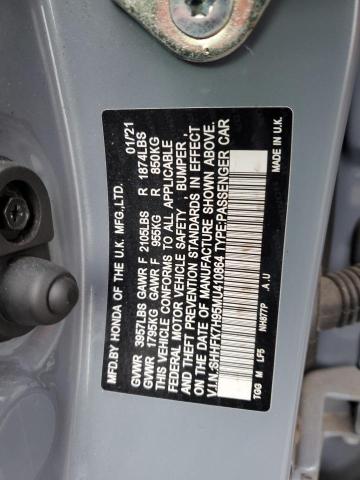 MFD.BY HONDA OF THE U.K. MFG.,LTD. 01/21
GVWR 3957LBS GAWR F 2105LBS R 1874LBS
GVWR 1795KG GAWR F 955KG R 850KG
THIS VEHICLE CONFORMS TO ALL APPLICABLE
FEDERAL MOTOR VEHICLE SAFETY , BUMPER ,
AND THEFT PREVENTION STANDARDS IN EFFECT
ON THE DATE OF MANUFACTURE SHOWN ABOVE.
V.I.N.:SHHFK7H95MU410864 TYPE:PASSENGER CAR
NH877P .A.U MADE IN U.K.
TGG M LF5